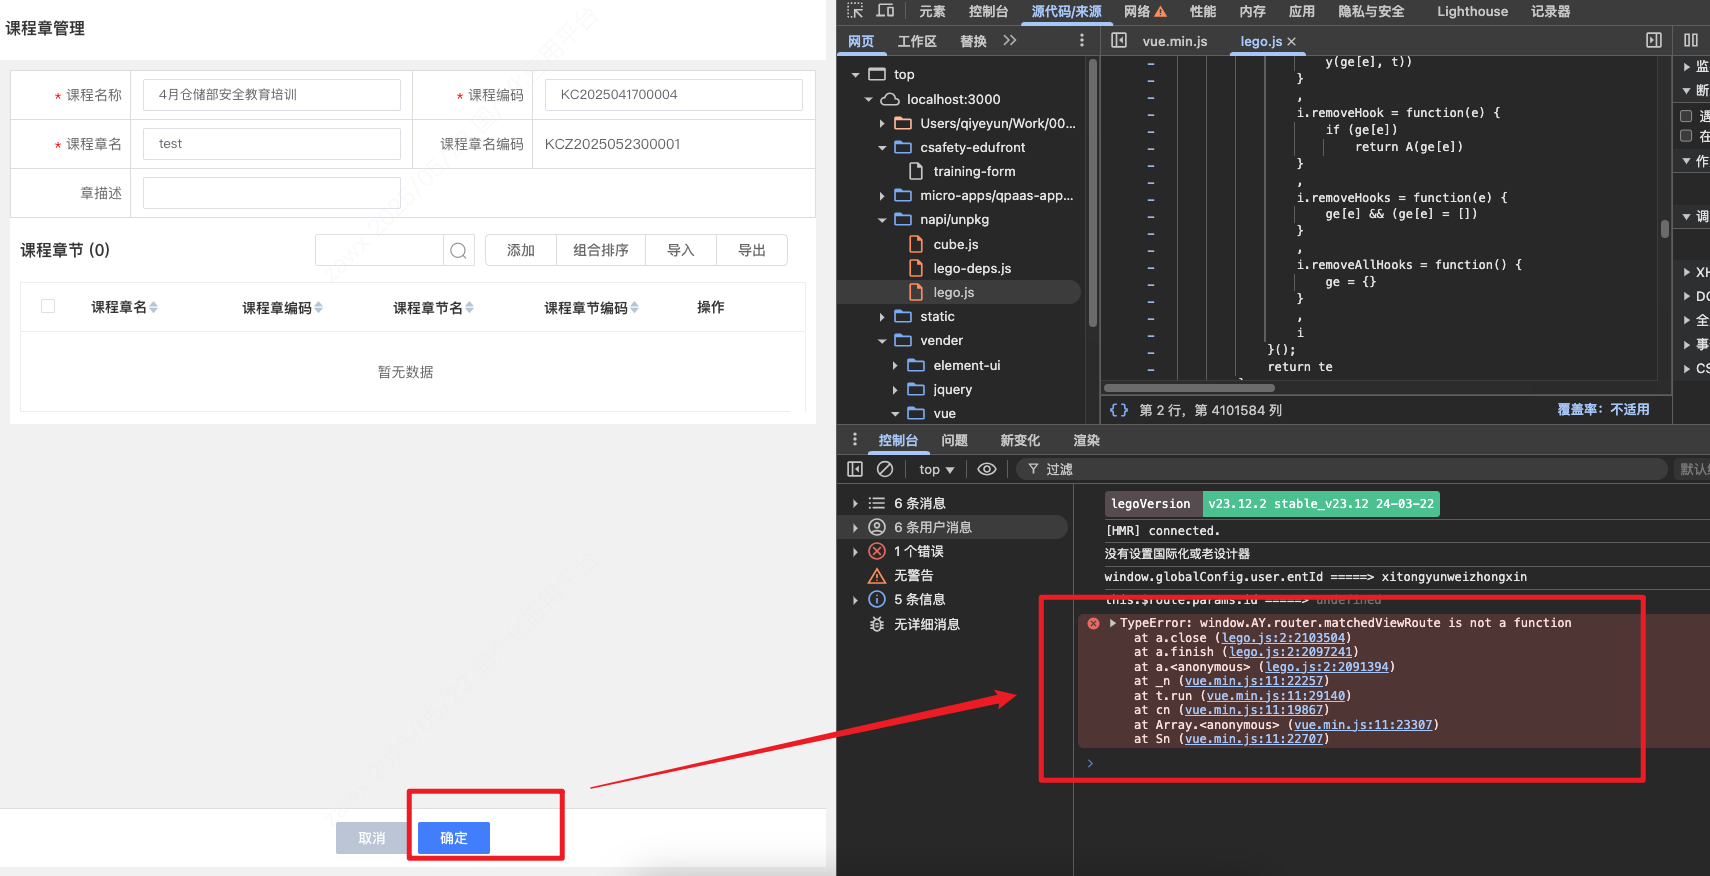 课程章管理
* 课程名称 4月仓储部安全教育培训 * 课程编码 KC2025041700004
* 课程章名 test 课程章名编码 KCZ2025052300001
章描述
课程章节 (0) 添加 组合排序 导入 导出
课程章名 课程章编码 课程章节名 课程章节编码 操作
暂无数据
取消 确定
元素 控制台 源代码/来源 网络 性能 内存 应用 隐私与安全 Lighthouse 记录器
网页 工作区 替换
vue.min.js lego.js
top
localhost:3000
Users/qiyeyun/Work/00...
csafety-edufront
training-form
micro-apps/qpaas-app...
napi/unpkg
cube.js
lego-deps.js
lego.js
static
vender
element-ui
jquery
vue
y(ge[e], t))
}
,
i.removeHook = function(e) {
if (ge[e])
return A(ge[e])
}
,
i.removeHooks = function(e) {
ge[e] && (ge[e] = [])
}
,
i.removeAllHooks = function() {
ge = {}
}
,
i
}();
return te
{} 第 2 行，第 4101584 列 覆盖率：不适用
监
断
遇
在
作
调
XH
DO
全
事
CS
控制台 问题 新变化 渲染
top 过滤 默认
6 条消息
6 条用户消息
1 个错误
无警告
5 条信息
无详细消息
legoVersion v23.12.2 stable_v23.12 24-03-22
[HMR] connected.
没有设置国际化或老设计器
window.globalConfig.user.entId =====> xitongyunweizhongxin
this.$route.params.id =====> undefined
TypeError: window.AY.router.matchedViewRoute is not a function
at a.close (lego.js:2:2103504)
at a.finish (lego.js:2:2097241)
at a.<anonymous> (lego.js:2:2091394)
at _n (vue.min.js:11:22257)
at t.run (vue.min.js:11:29140)
at cn (vue.min.js:11:19867)
at Array.<anonymous> (vue.min.js:11:23307)
at Sn (vue.min.js:11:22707)